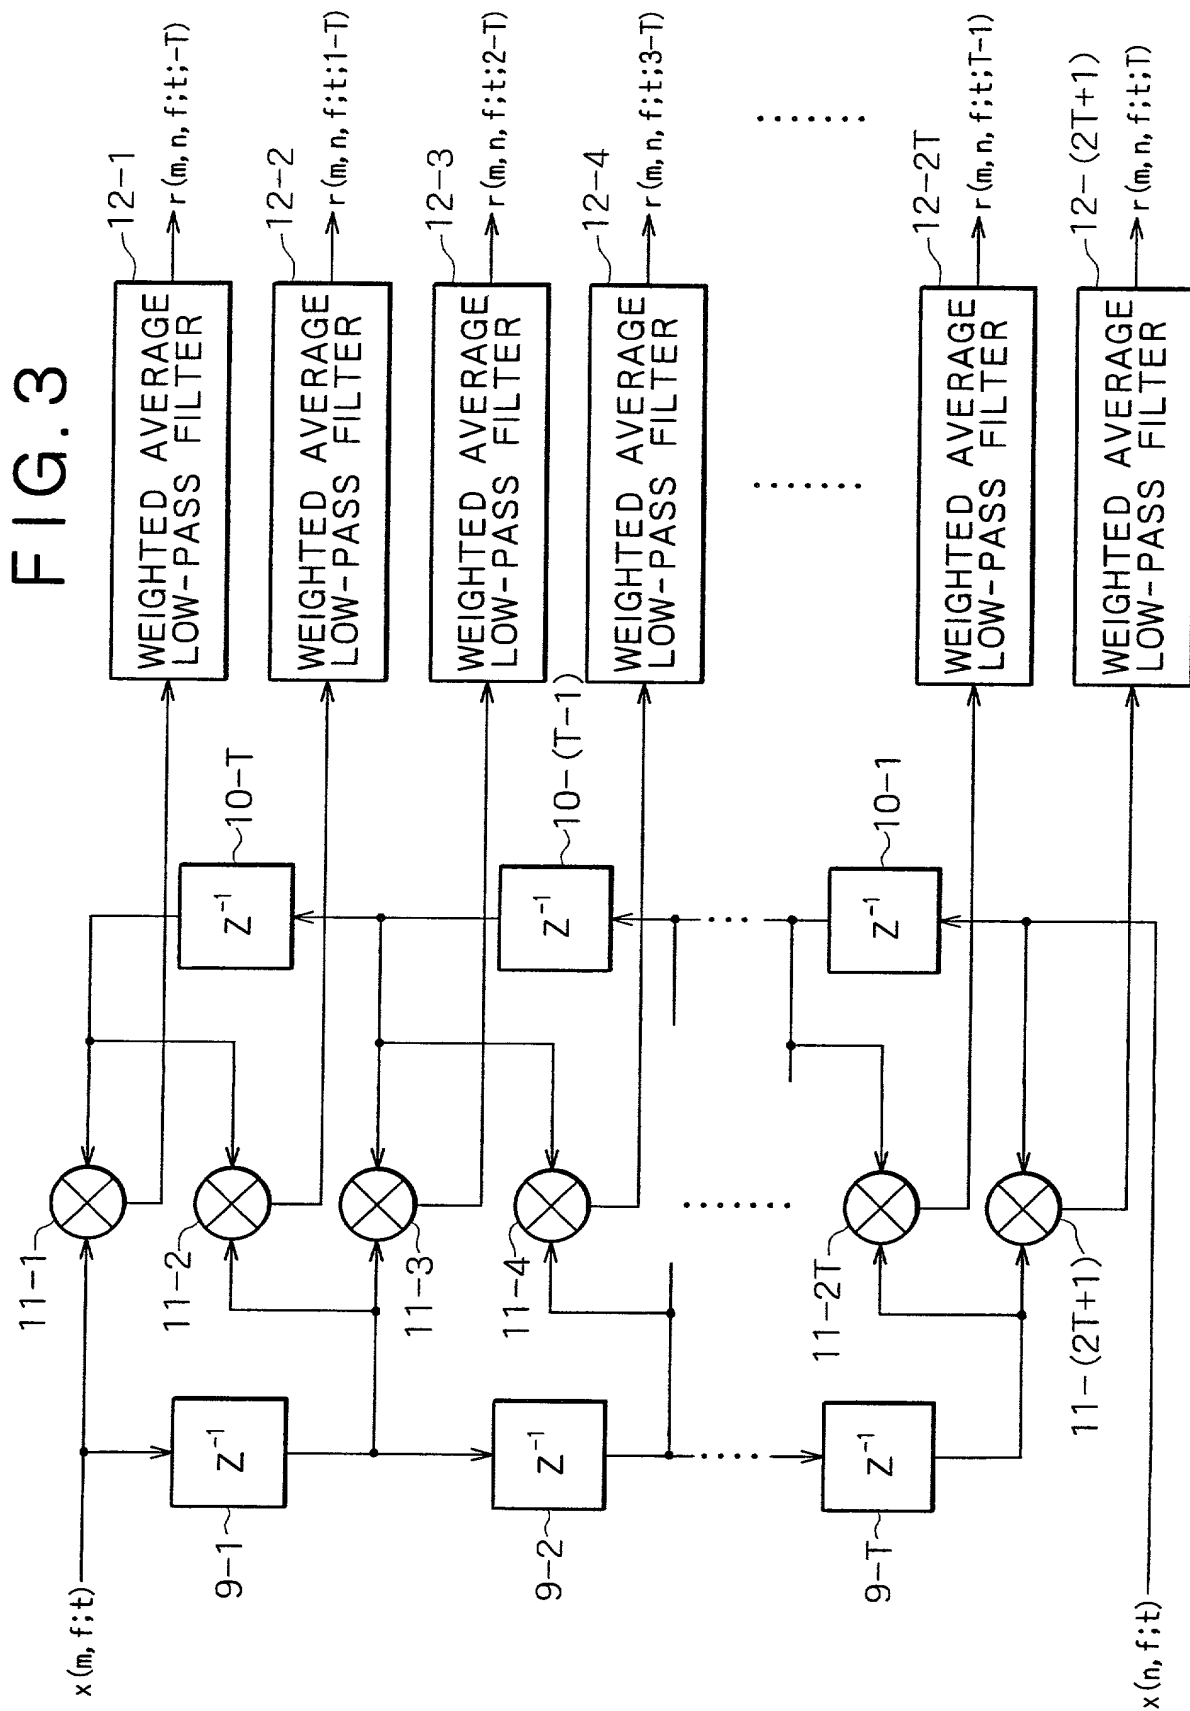 FIG. 3
x(m,f;t)
x(n,f;t)
9-1
9-2
9-T
Z⁻¹
Z⁻¹
Z⁻¹
11-1
11-2
11-3
11-4
11-2T
11-(2T+1)
Z⁻¹
Z⁻¹
Z⁻¹
10-T
10-(T-1)
10-1
WEIGHTED AVERAGE
LOW-PASS FILTER
12-1
r(m,n,f;t;-T)
WEIGHTED AVERAGE
LOW-PASS FILTER
12-2
r(m,n,f;t;1-T)
WEIGHTED AVERAGE
LOW-PASS FILTER
12-3
r(m,n,f;t;2-T)
WEIGHTED AVERAGE
LOW-PASS FILTER
12-4
r(m,n,f;t;3-T)
WEIGHTED AVERAGE
LOW-PASS FILTER
12-2T
r(m,n,f;t;T-1)
WEIGHTED AVERAGE
LOW-PASS FILTER
12-(2T+1)
r(m,n,f;t;T)